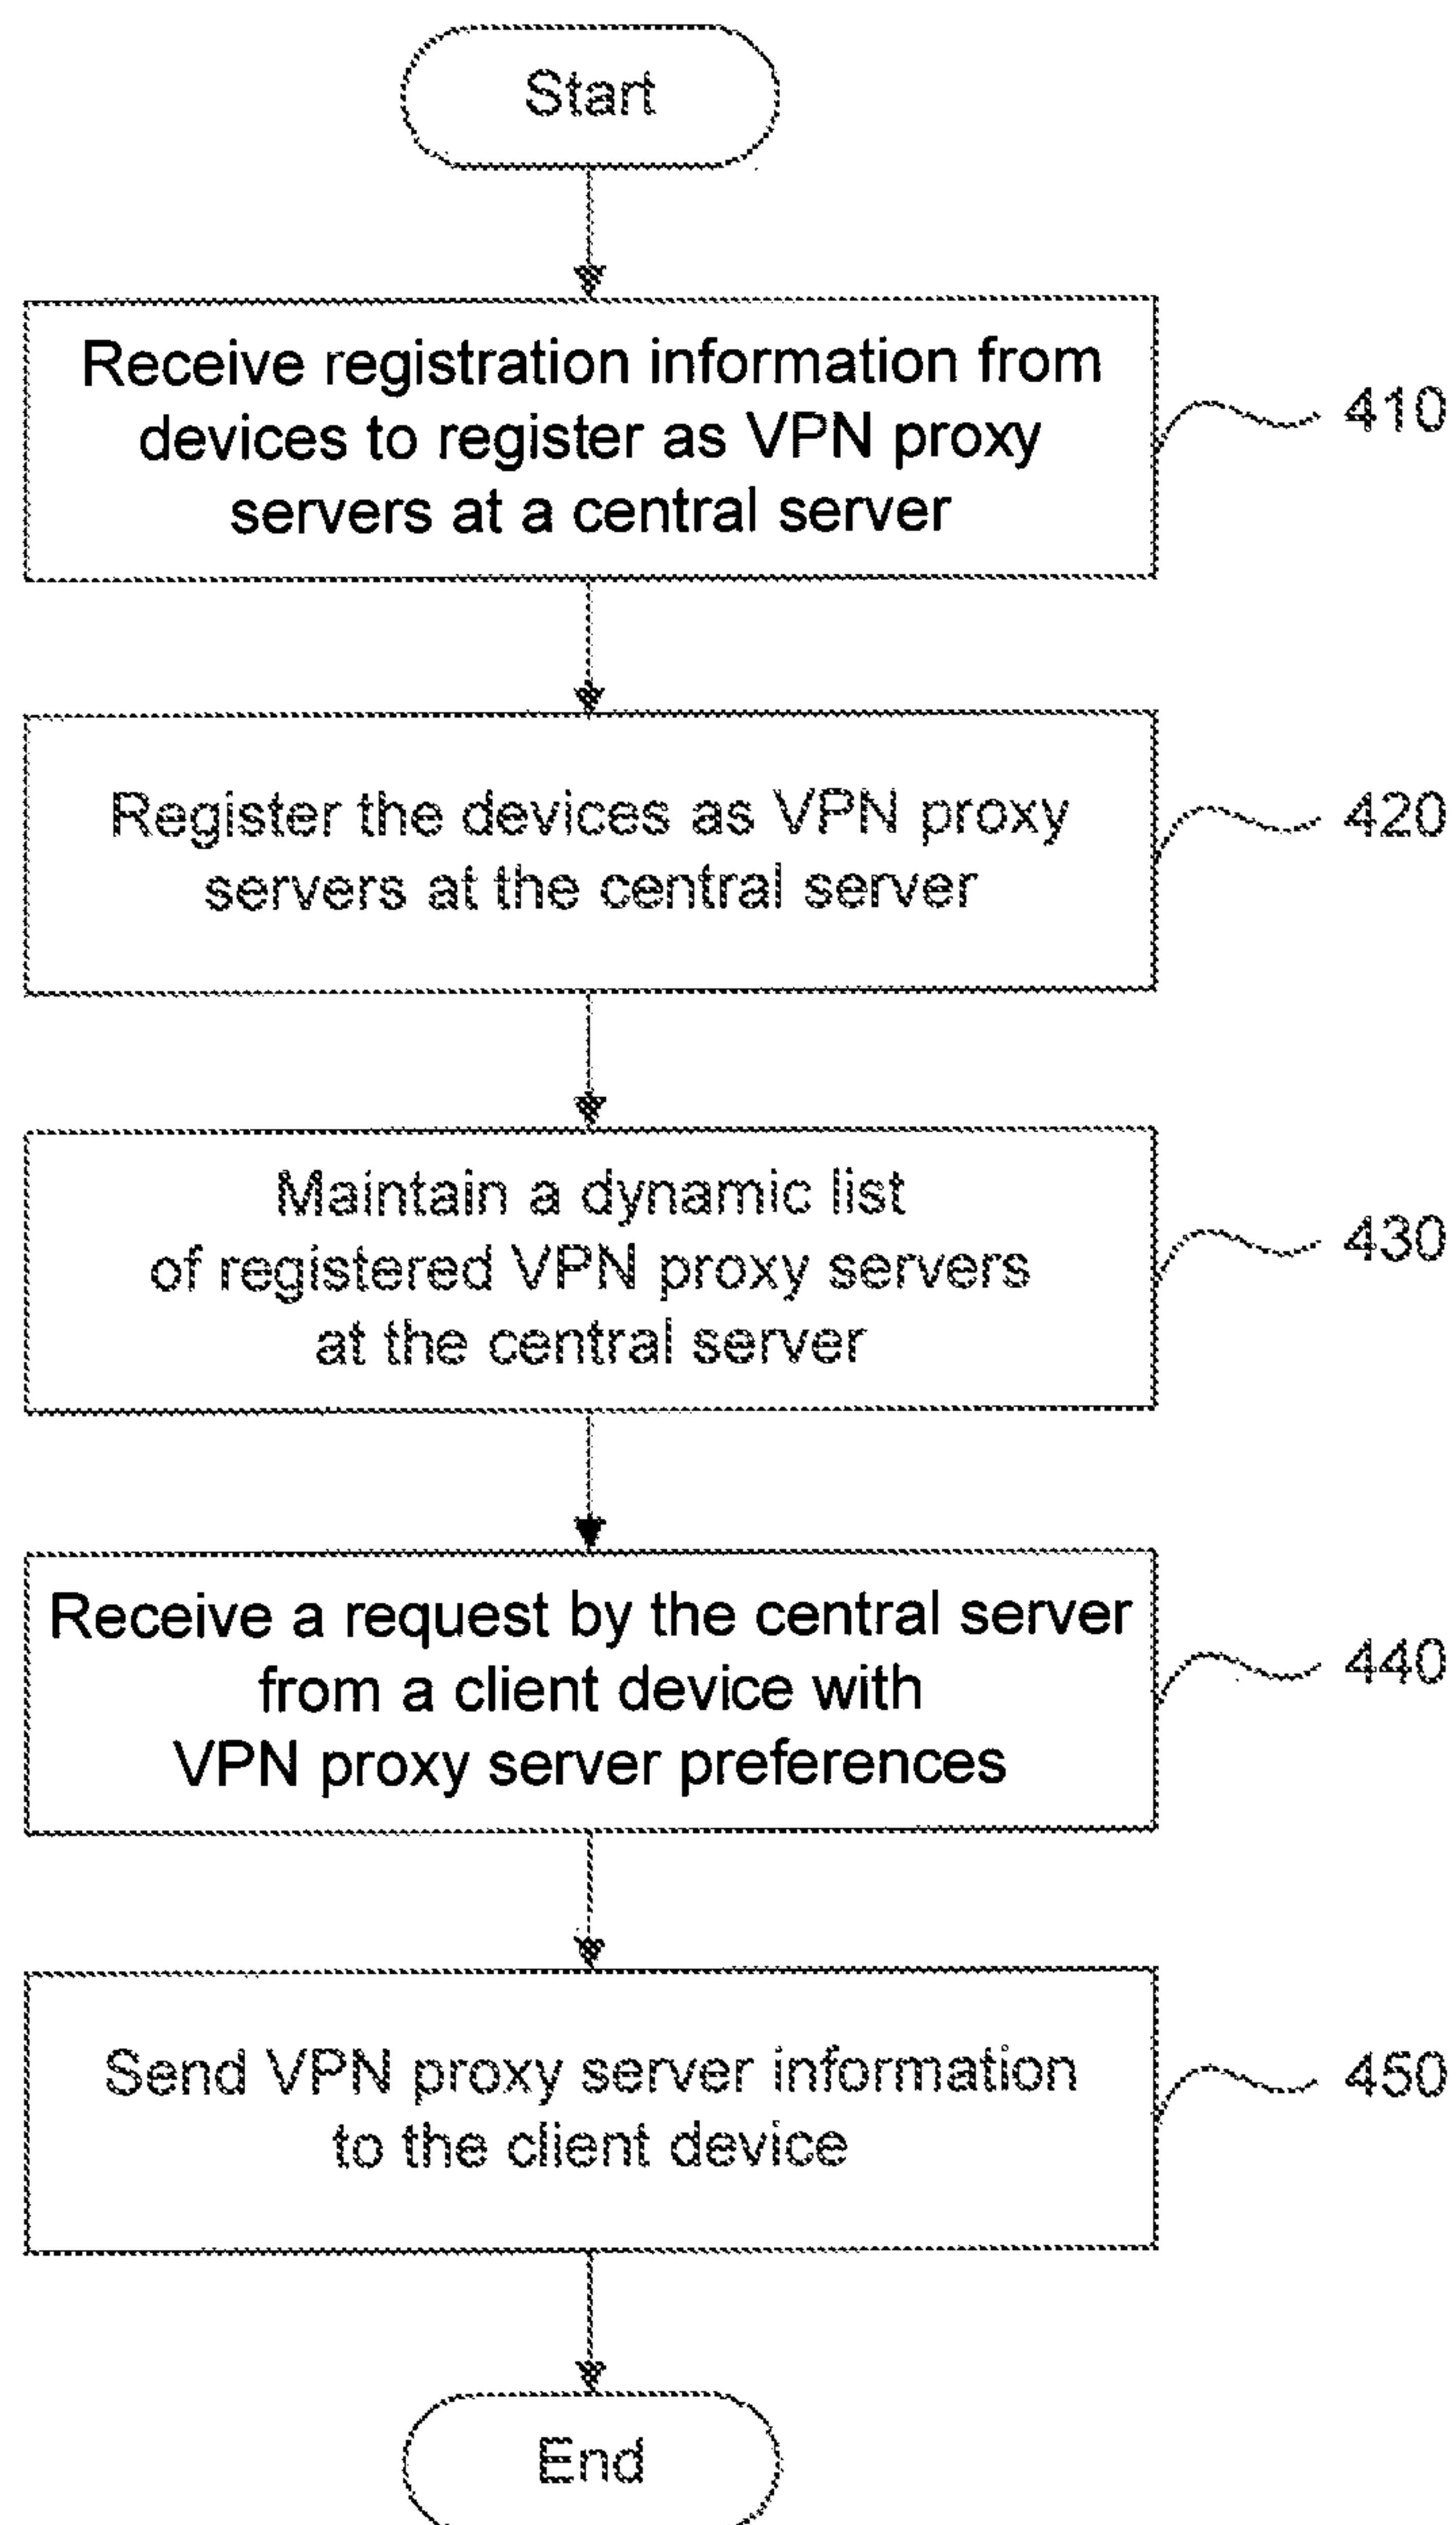 Start
Receive registration information from
devices to register as VPN proxy
servers at a central server
410
Register the devices as VPN proxy
servers at the central server
420
Maintain a dynamic list
of registered VPN proxy servers
at the central server
430
Receive a request by the central server
from a client device with
VPN proxy server preferences
440
Send VPN proxy server information
to the client device
450
End